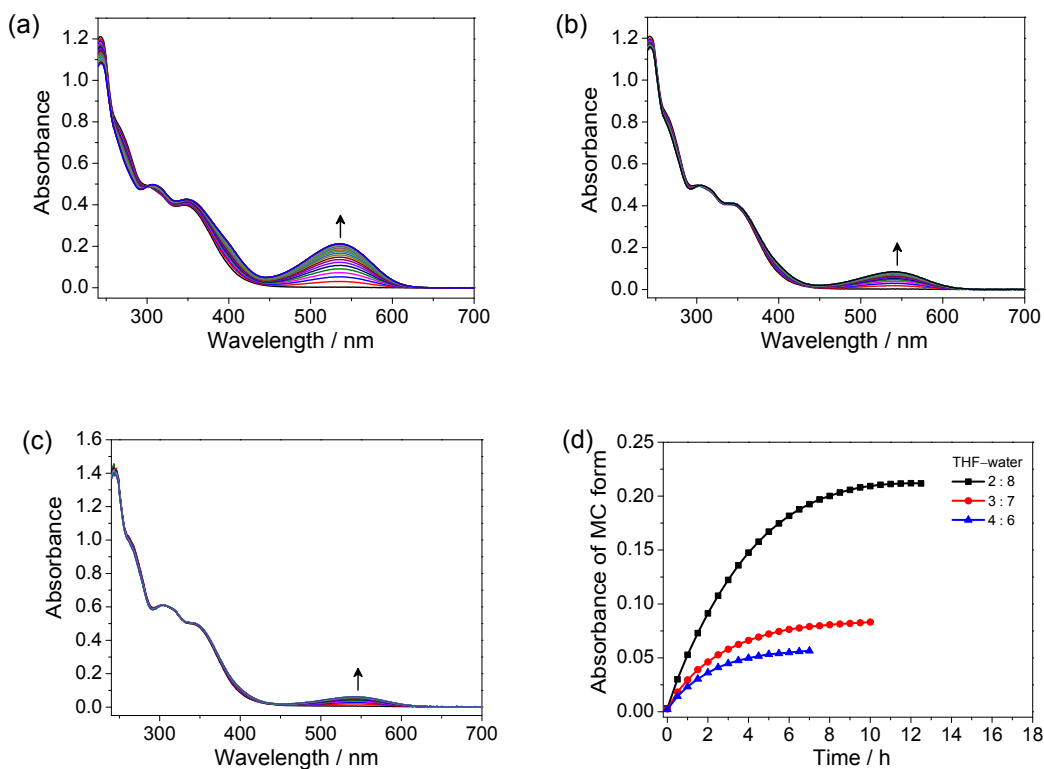 (a)
1.2
1.0
0.8
0.6
0.4
0.2
0.0
Absorbance
300 400 500 600 700
Wavelength / nm
(b)
1.2
1.0
0.8
0.6
0.4
0.2
0.0
Absorbance
300 400 500 600 700
Wavelength / nm
(c)
1.6
1.4
1.2
1.0
0.8
0.6
0.4
0.2
0.0
Absorbance
300 400 500 600 700
Wavelength / nm
(d)
0.25
0.20
0.15
0.10
0.05
0.00
Absorbance of MC form
THF–water
2 : 8
3 : 7
4 : 6
0 2 4 6 8 10 12 14 16 18
Time / h